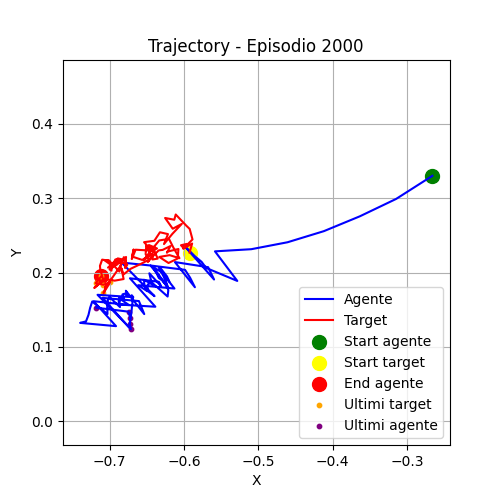 Trajectory - Episodio 2000
Y
0.4
0.3
0.2
0.1
0.0
−0.7
−0.6
−0.5
−0.4
−0.3
X
Agente
Target
Start agente
Start target
End agente
Ultimi target
Ultimi agente